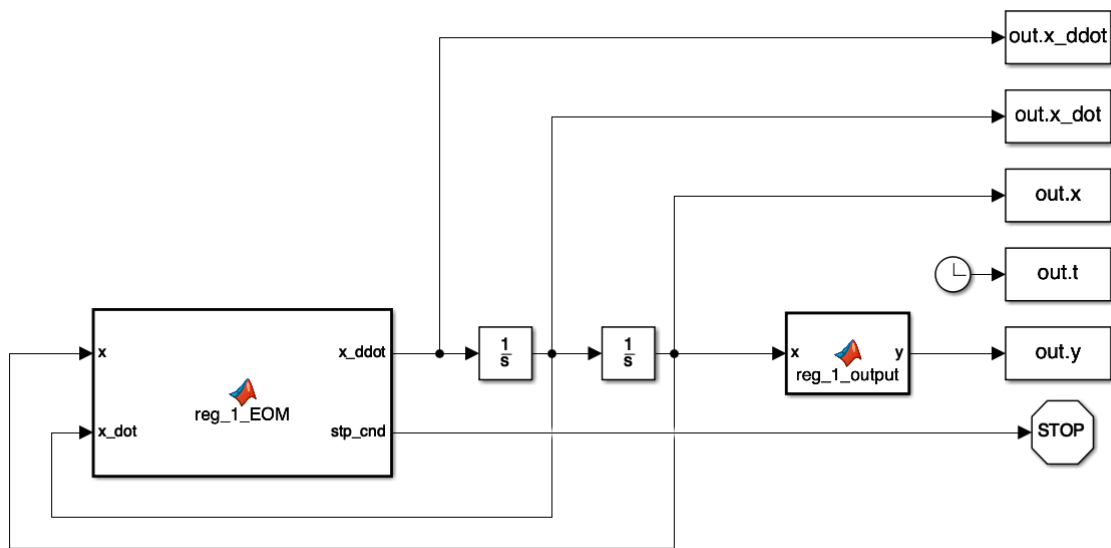 out.x_ddot
out.x_dot
out.x
out.t
x
x_ddot
1
s
1
s
x
y
reg_1_output
out.y
reg_1_EOM
x_dot
stp_cnd
STOP